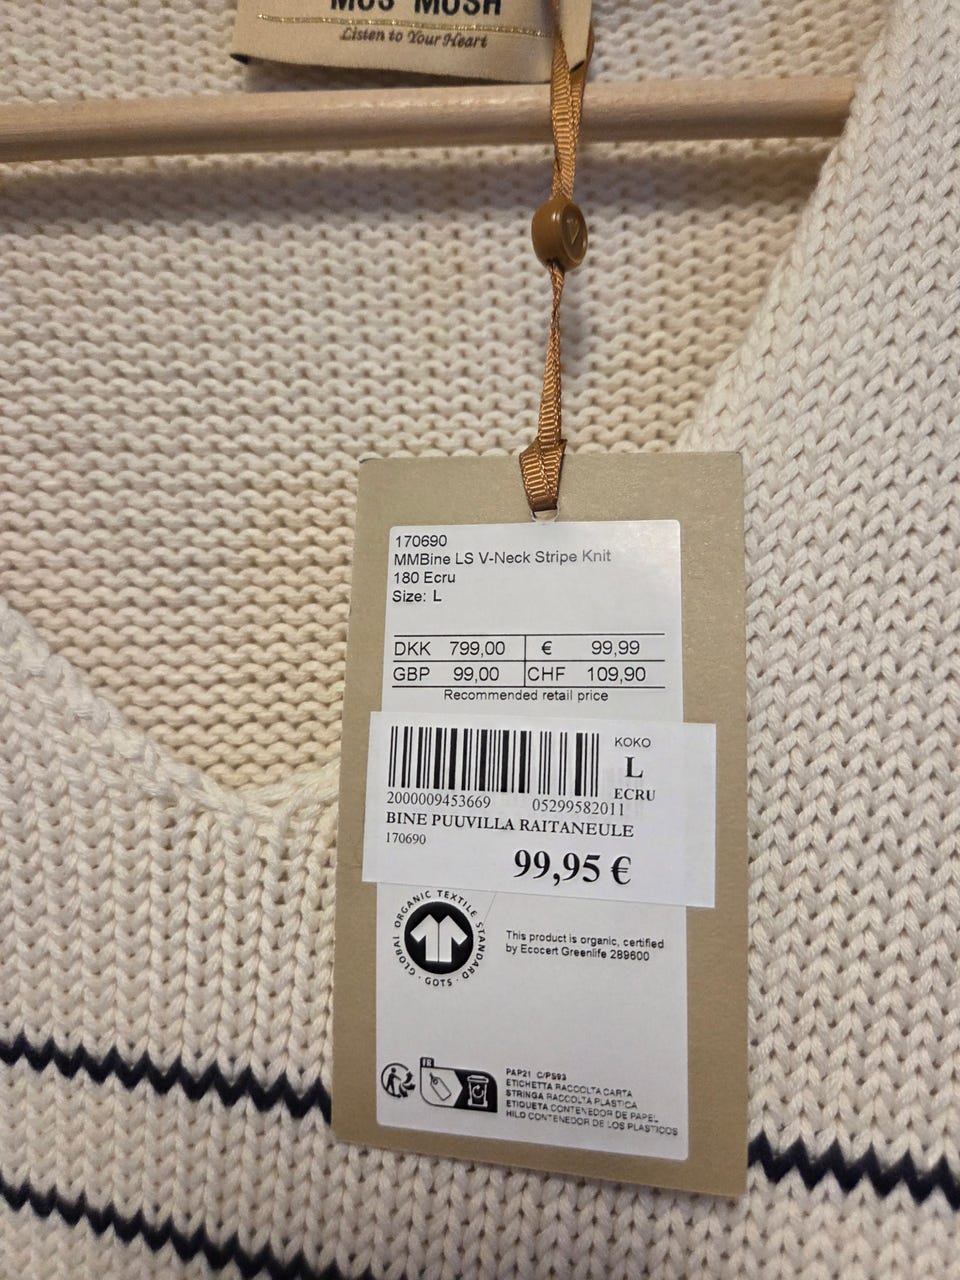 MOS MOSH
Listen to Your Heart
170690
MMBine LS V-Neck Stripe Knit
180 Ecru
Size: L
DKK 799,00 € 99,99
GBP 99,00 CHF 109,90
Recommended retail price
KOKO
L
ECRU
2000009453669 05299582011
BINE PUUVILLA RAITANEULE
170690
99,95 €
GLOBAL ORGANIC TEXTILE STANDARD · GOTS ·
This product is organic, certified
by Ecocert Greenlife 289600
FR
PAP21 C/PS93
ETICHETTA RACCOLTA CARTA
STRINGA RACCOLTA PLASTICA
ETIQUETA CONTENEDOR DE PAPEL
HILO CONTENEDOR DE LOS PLASTICOS